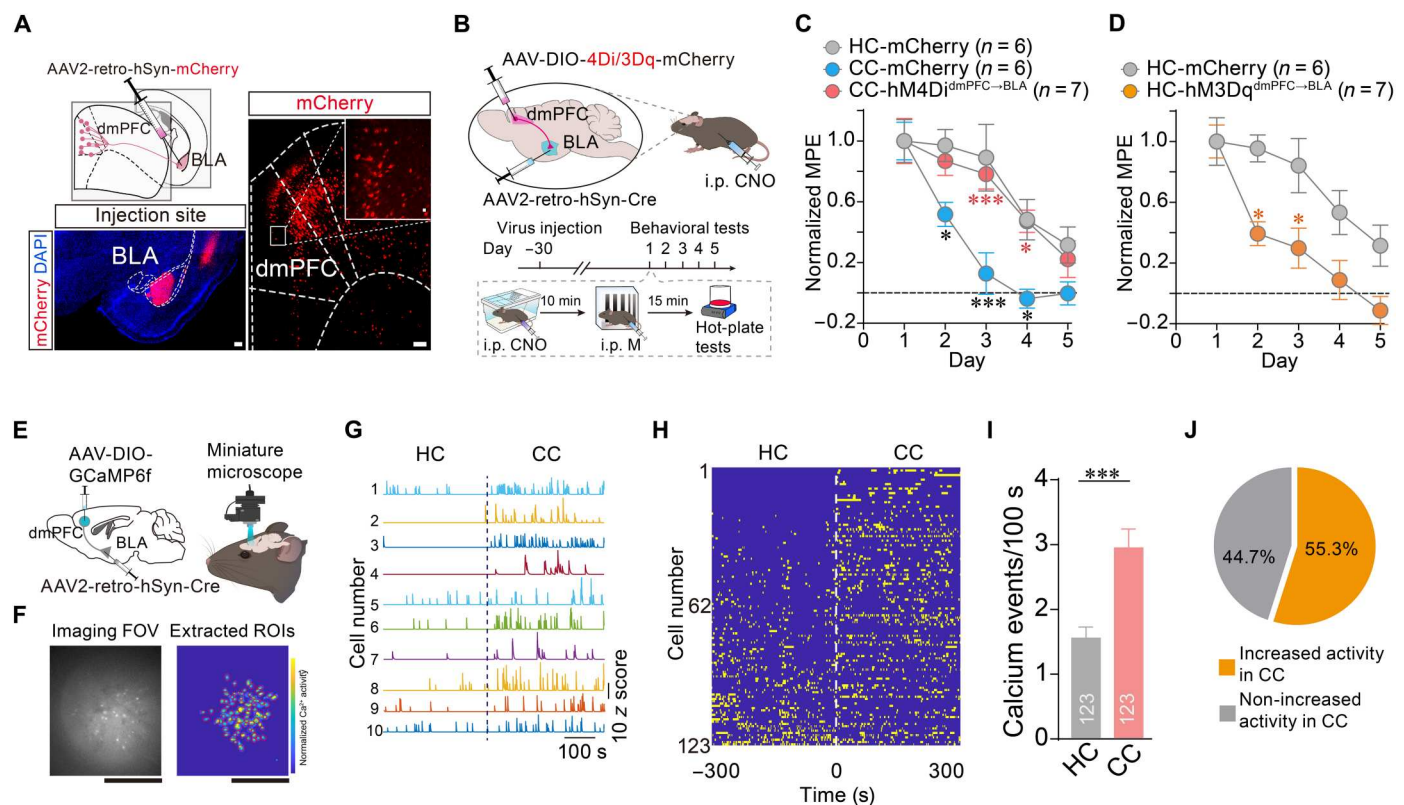 A
AAV2-retro-hSyn-mCherry
dmPFC
BLA
Injection site
mCherry DAPI
BLA
mCherry
dmPFC
B
AAV-DIO-4Di/3Dq-mCherry
dmPFC
BLA
AAV2-retro-hSyn-Cre
i.p. CNO
Virus injection
Behavioral tests
Day
−30
1 2 3 4 5
10 min
15 min
i.p. CNO
i.p. M
Hot-plate
tests
C
HC-mCherry (n = 6)
CC-mCherry (n = 6)
CC-hM4Di^dmPFC→BLA (n = 7)
Normalized MPE
1.0
0.6
0.2
−0.2
***
*
*
***
*
0 1 2 3 4 5
Day
D
HC-mCherry (n = 6)
HC-hM3Dq^dmPFC→BLA (n = 7)
Normalized MPE
1.0
0.6
0.2
−0.2
*
*
0 1 2 3 4 5
Day
E
AAV-DIO-
GCaMP6f
dmPFC
BLA
AAV2-retro-hSyn-Cre
Miniature
microscope
F
Imaging FOV
Extracted ROIs
Normalized Ca²⁺ activity
G
HC
CC
Cell number
1
2
3
4
5
6
7
8
9
10
10 z score
100 s
H
HC
CC
Cell number
1
62
123
−300
0
300
Time (s)
I
Calcium events/100 s
4
3
2
1
0
***
123
123
HC
CC
J
44.7%
55.3%
Increased activity
in CC
Non-increased
activity in CC